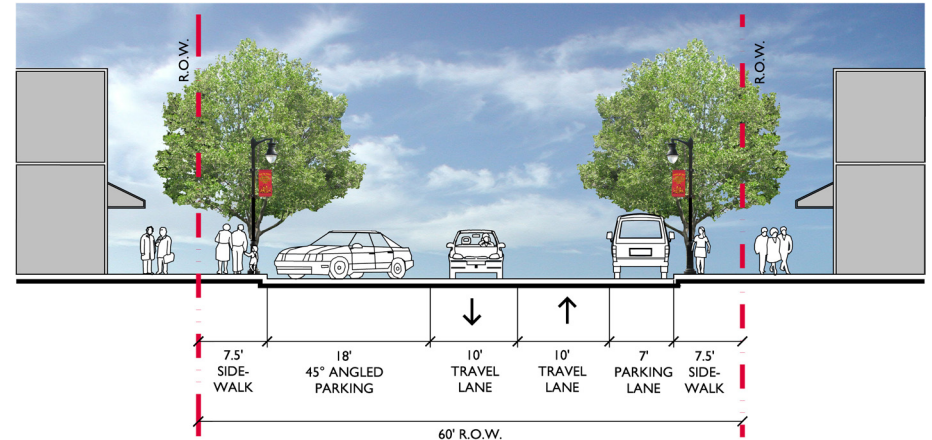 R.O.W.
R.O.W.
7.5'
SIDE-
WALK
18'
45° ANGLED
PARKING
10'
TRAVEL
LANE
10'
TRAVEL
LANE
7'
PARKING
LANE
7.5'
SIDE-
WALK
60' R.O.W.